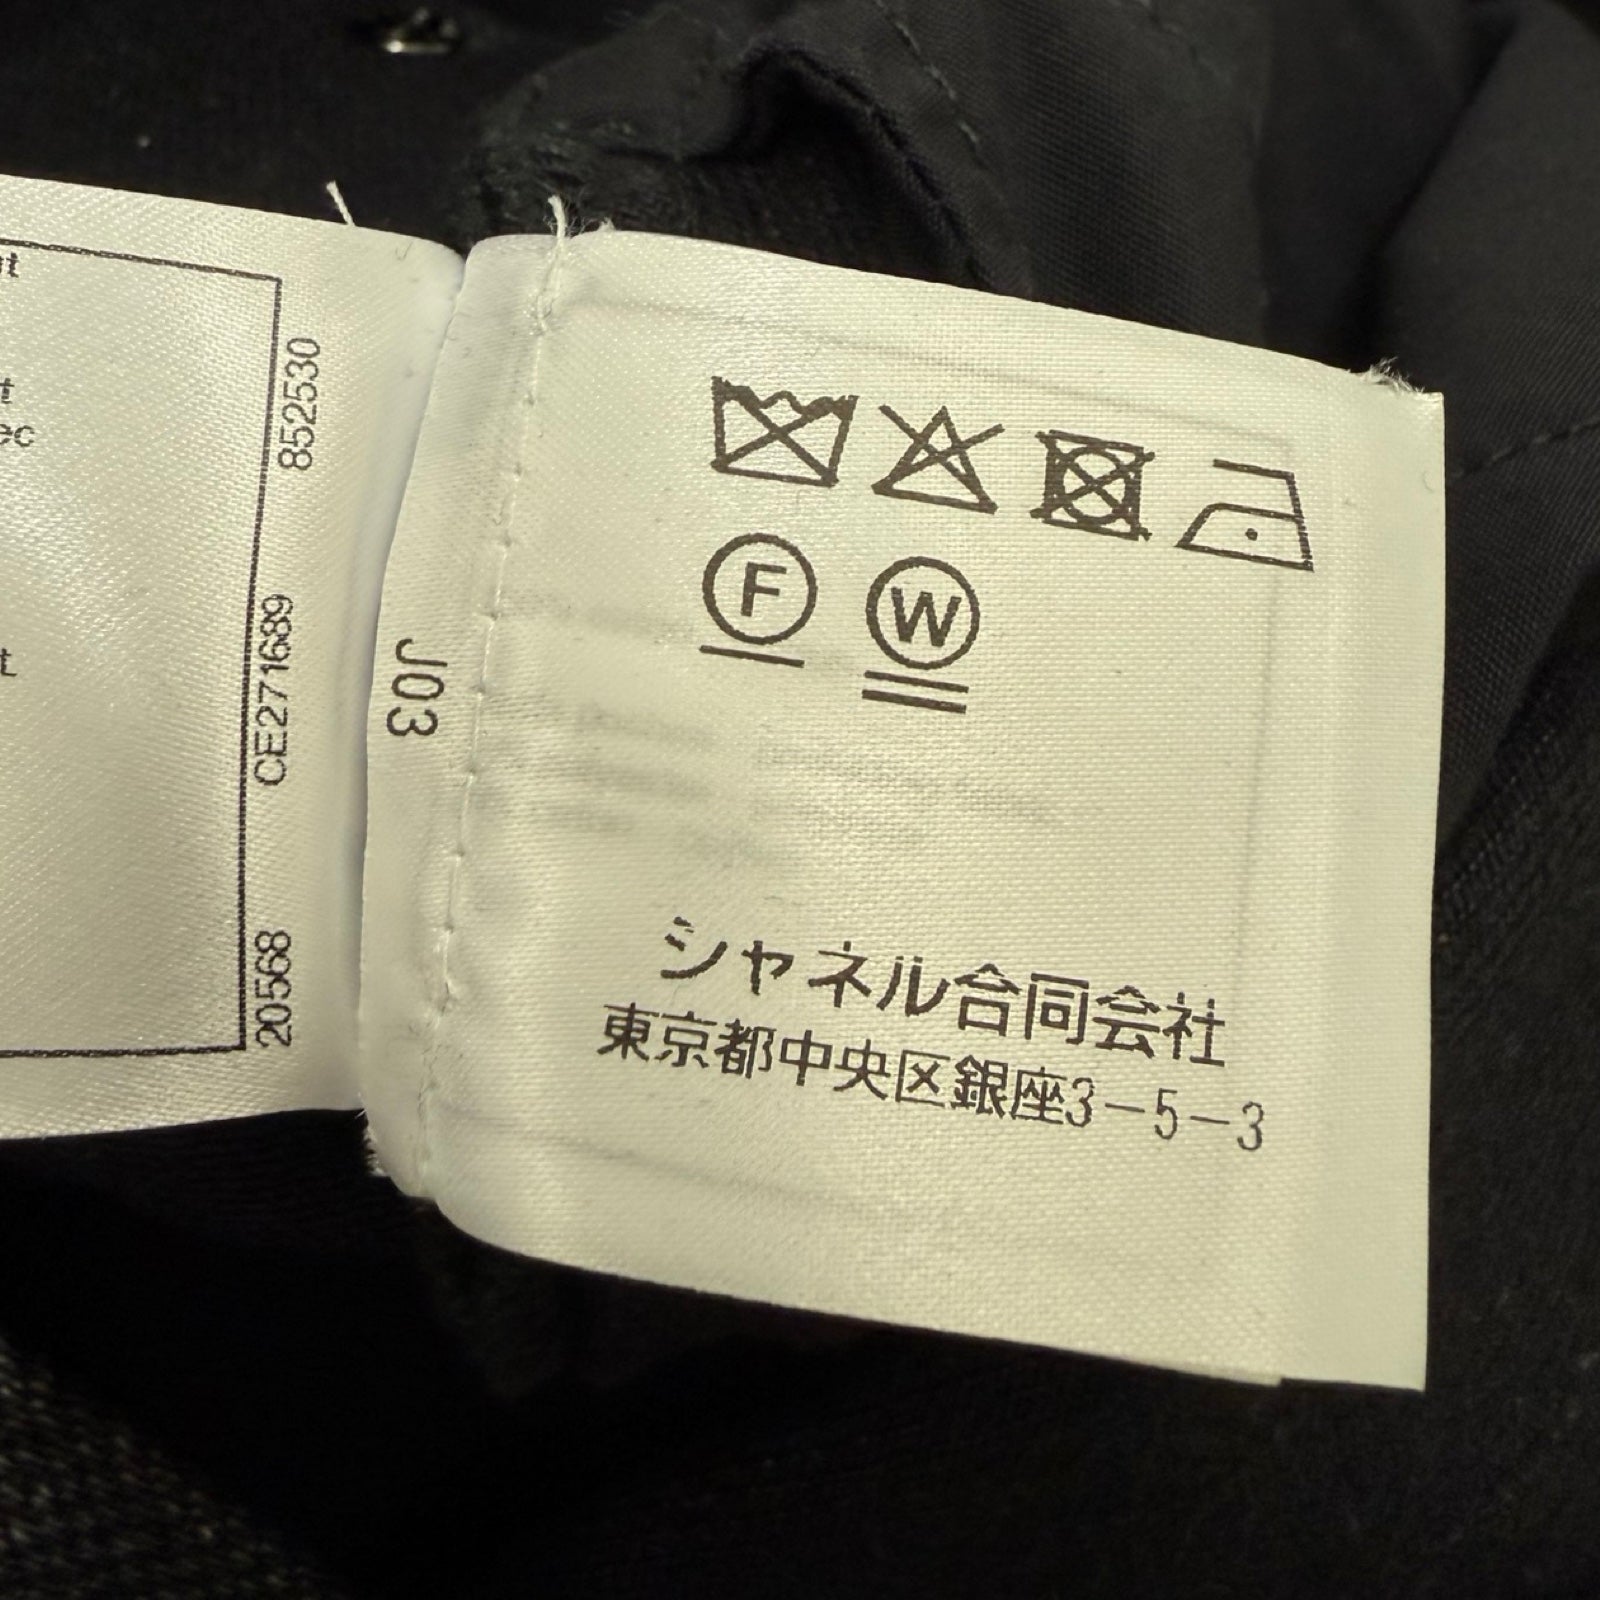 852530
CE271689
20568
J03
F W
シャネル合同会社
東京都中央区銀座3-5-3